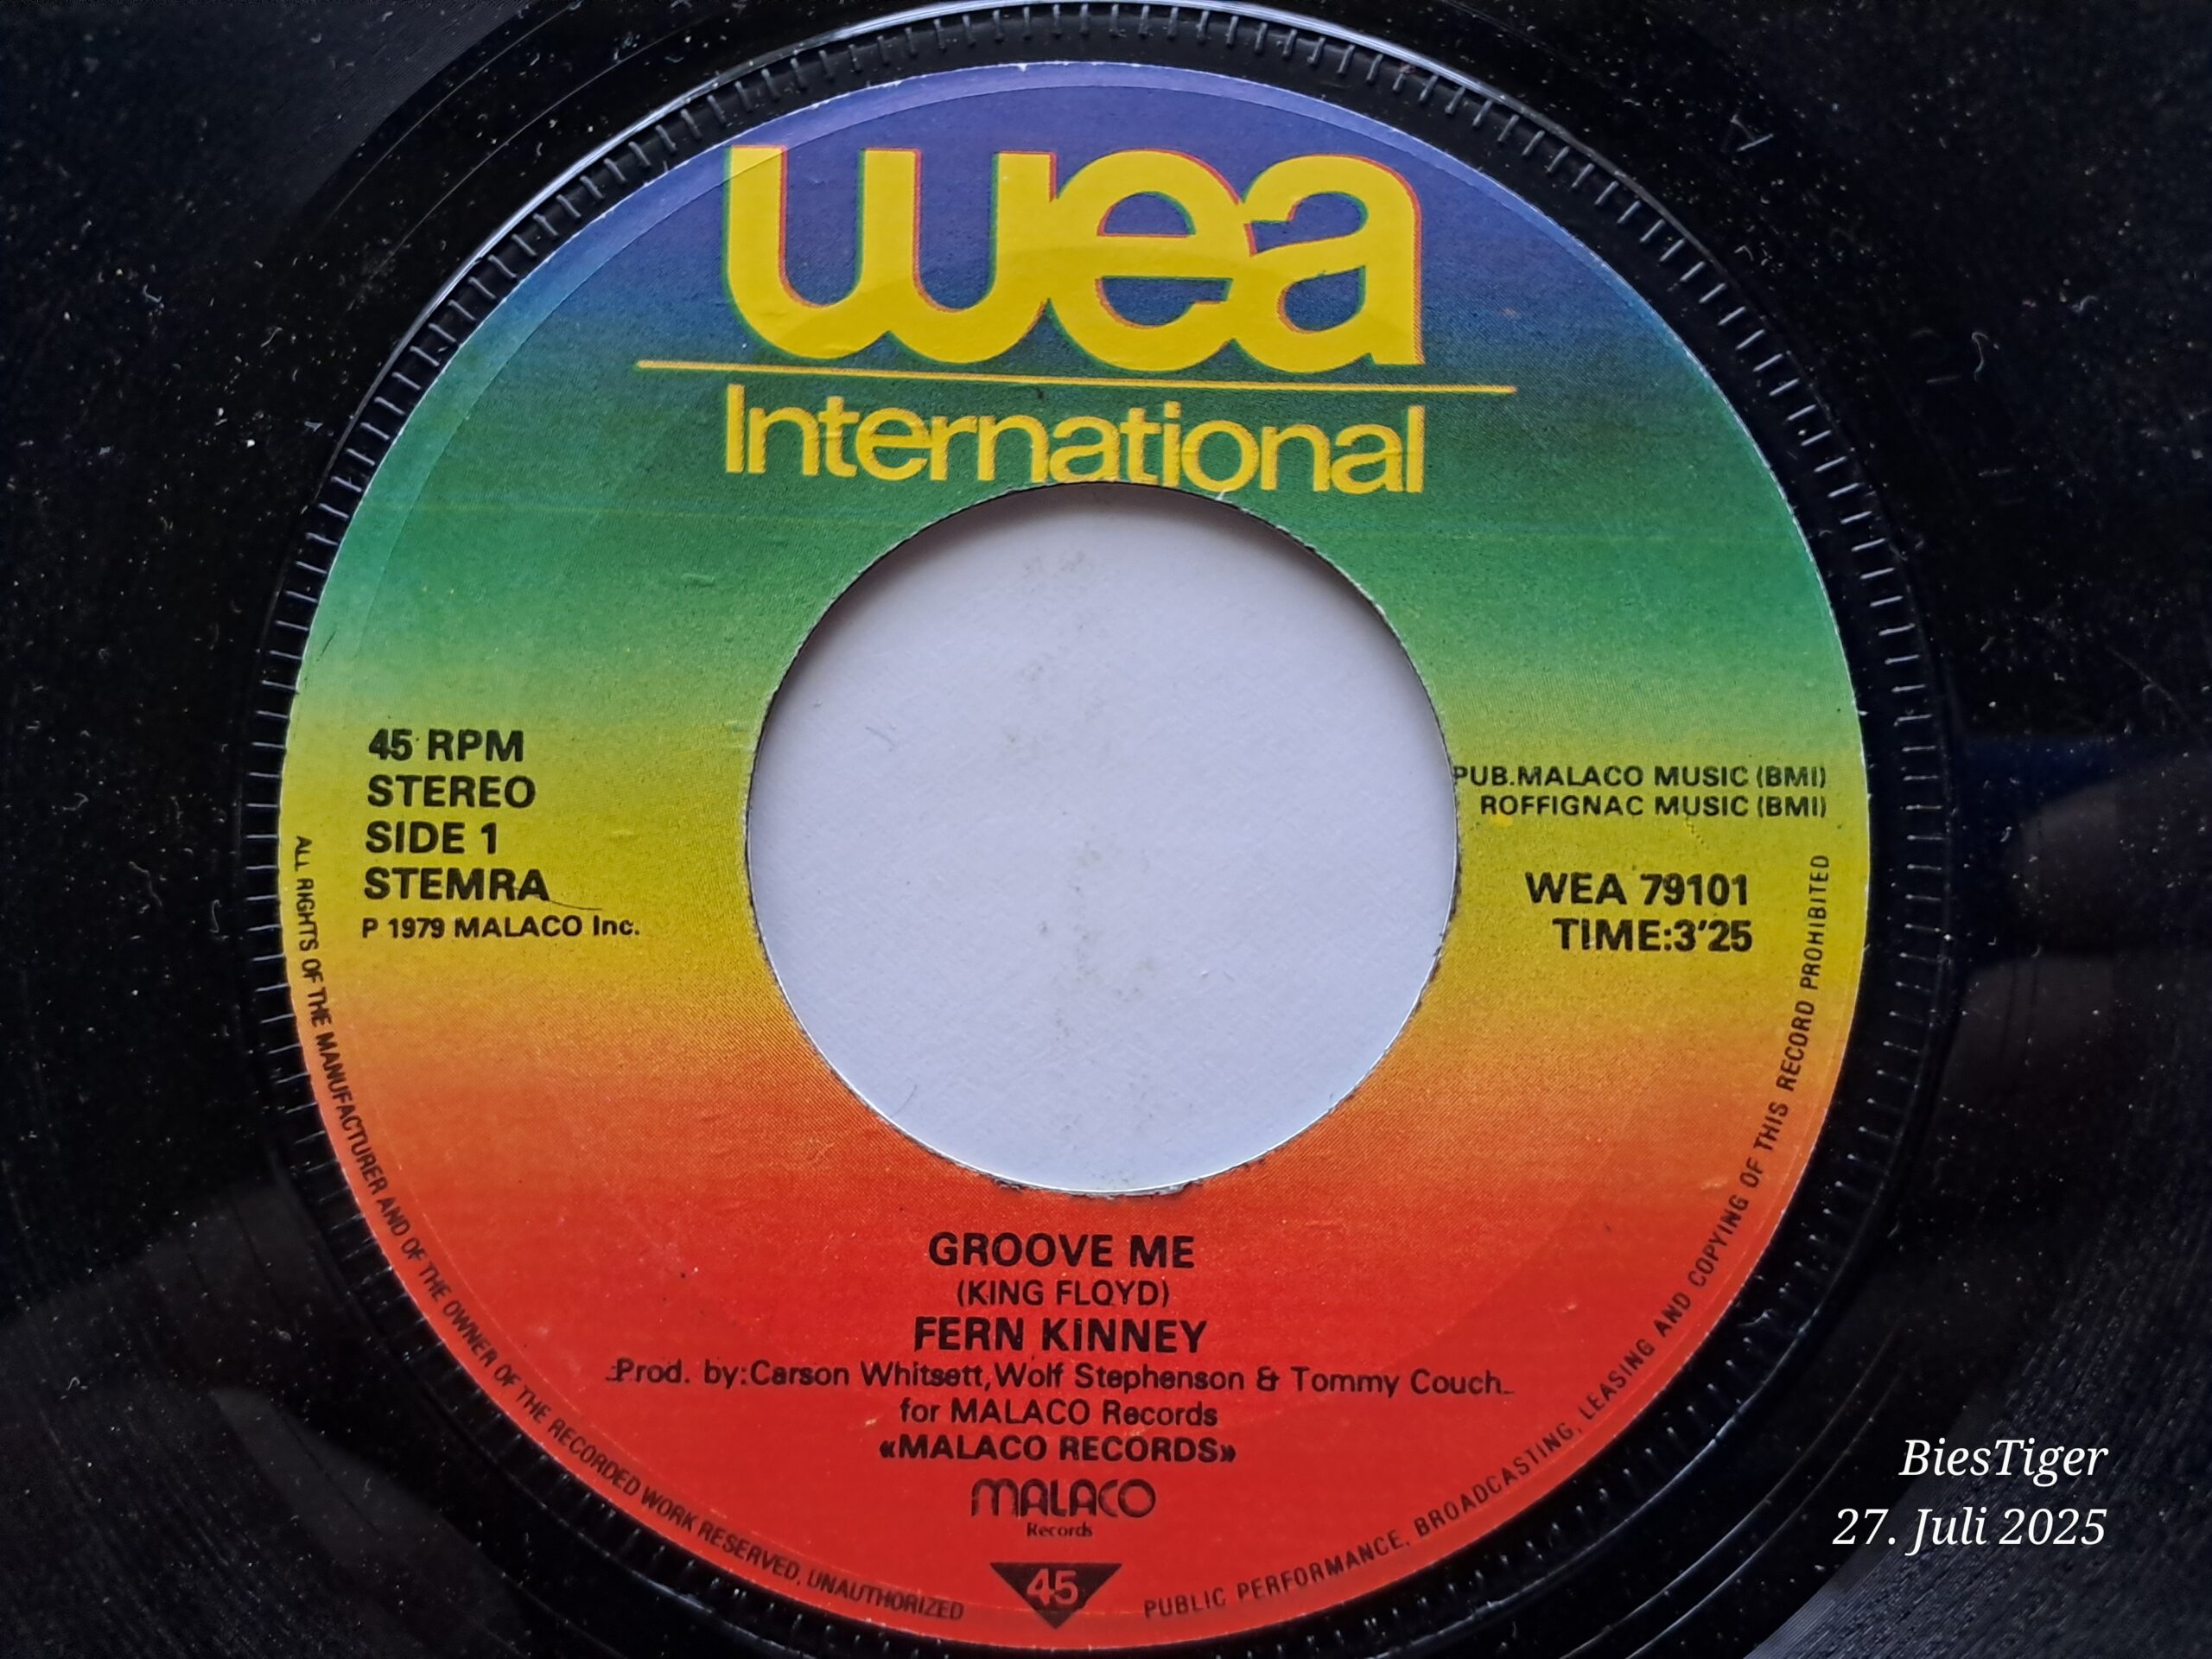 wea
International
45 RPM
STEREO
SIDE 1
STEMRA
P 1979 MALACO Inc.
PUB.MALACO MUSIC (BMI)
ROFFIGNAC MUSIC (BMI)
WEA 79101
TIME:3'25
GROOVE ME
(KING FLOYD)
FERN KINNEY
Prod. by:Carson Whitsett,Wolf Stephenson & Tommy Couch
for MALACO Records
«MALACO RECORDS»
MALACO
Records
45
ALL RIGHTS OF THE MANUFACTURER AND OF THE OWNER OF THE RECORDED WORK RESERVED, UNAUTHORIZED
PUBLIC PERFORMANCE, BROADCASTING, LEASING AND COPYING OF THIS RECORD PROHIBITED
BiesTiger
27. Juli 2025